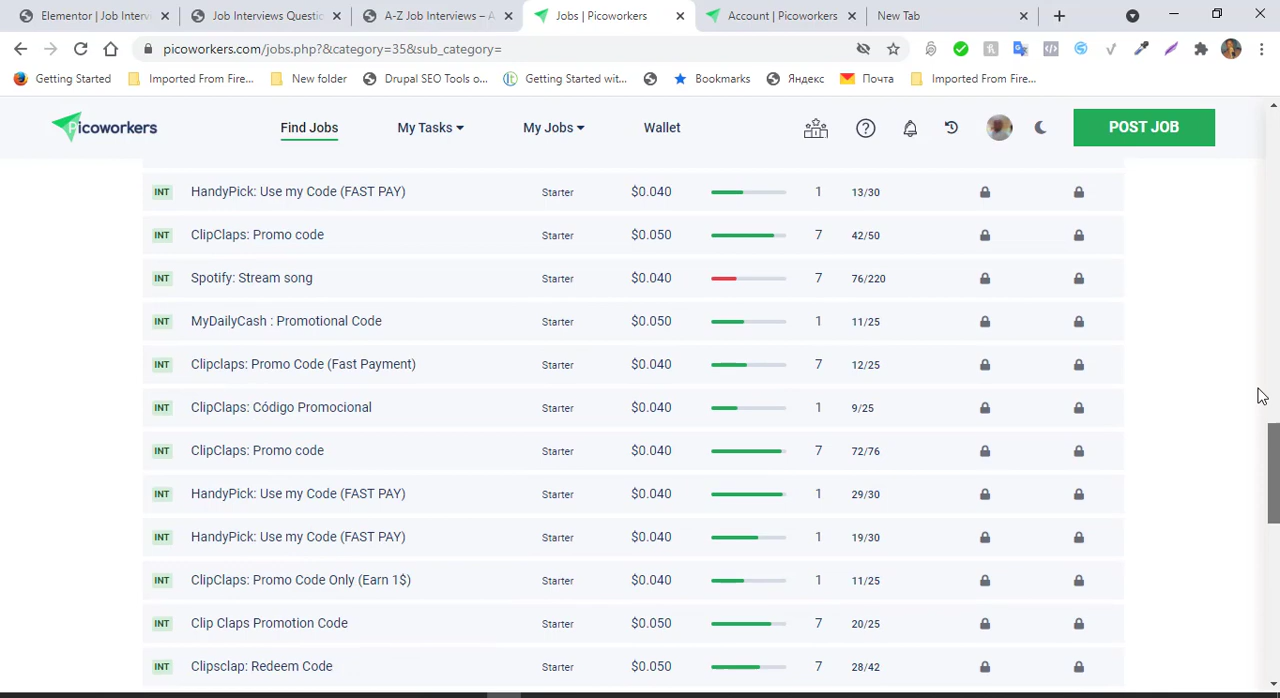 Elementor | Job Interv
Job Interviews Questio
A-Z Job Interviews – A
Jobs | Picoworkers
Account | Picoworkers
New Tab
picoworkers.com/jobs.php?&category=35&sub_category=
Getting Started
Imported From Fire...
New folder
Drupal SEO Tools o...
Getting Started wit...
Bookmarks
Яндекс
Почта
Imported From Fire...
Picoworkers
Find Jobs
My Tasks
My Jobs
Wallet
POST JOB
INT HandyPick: Use my Code (FAST PAY) Starter $0.040 1 13/30
INT ClipClaps: Promo code Starter $0.050 7 42/50
INT Spotify: Stream song Starter $0.040 7 76/220
INT MyDailyCash : Promotional Code Starter $0.050 1 11/25
INT Clipclaps: Promo Code (Fast Payment) Starter $0.040 7 12/25
INT ClipClaps: Código Promocional Starter $0.040 1 9/25
INT ClipClaps: Promo code Starter $0.040 7 72/76
INT HandyPick: Use my Code (FAST PAY) Starter $0.040 1 29/30
INT HandyPick: Use my Code (FAST PAY) Starter $0.040 1 19/30
INT ClipClaps: Promo Code Only (Earn 1$) Starter $0.040 1 11/25
INT Clip Claps Promotion Code Starter $0.050 7 20/25
INT Clipsclap: Redeem Code Starter $0.050 7 28/42